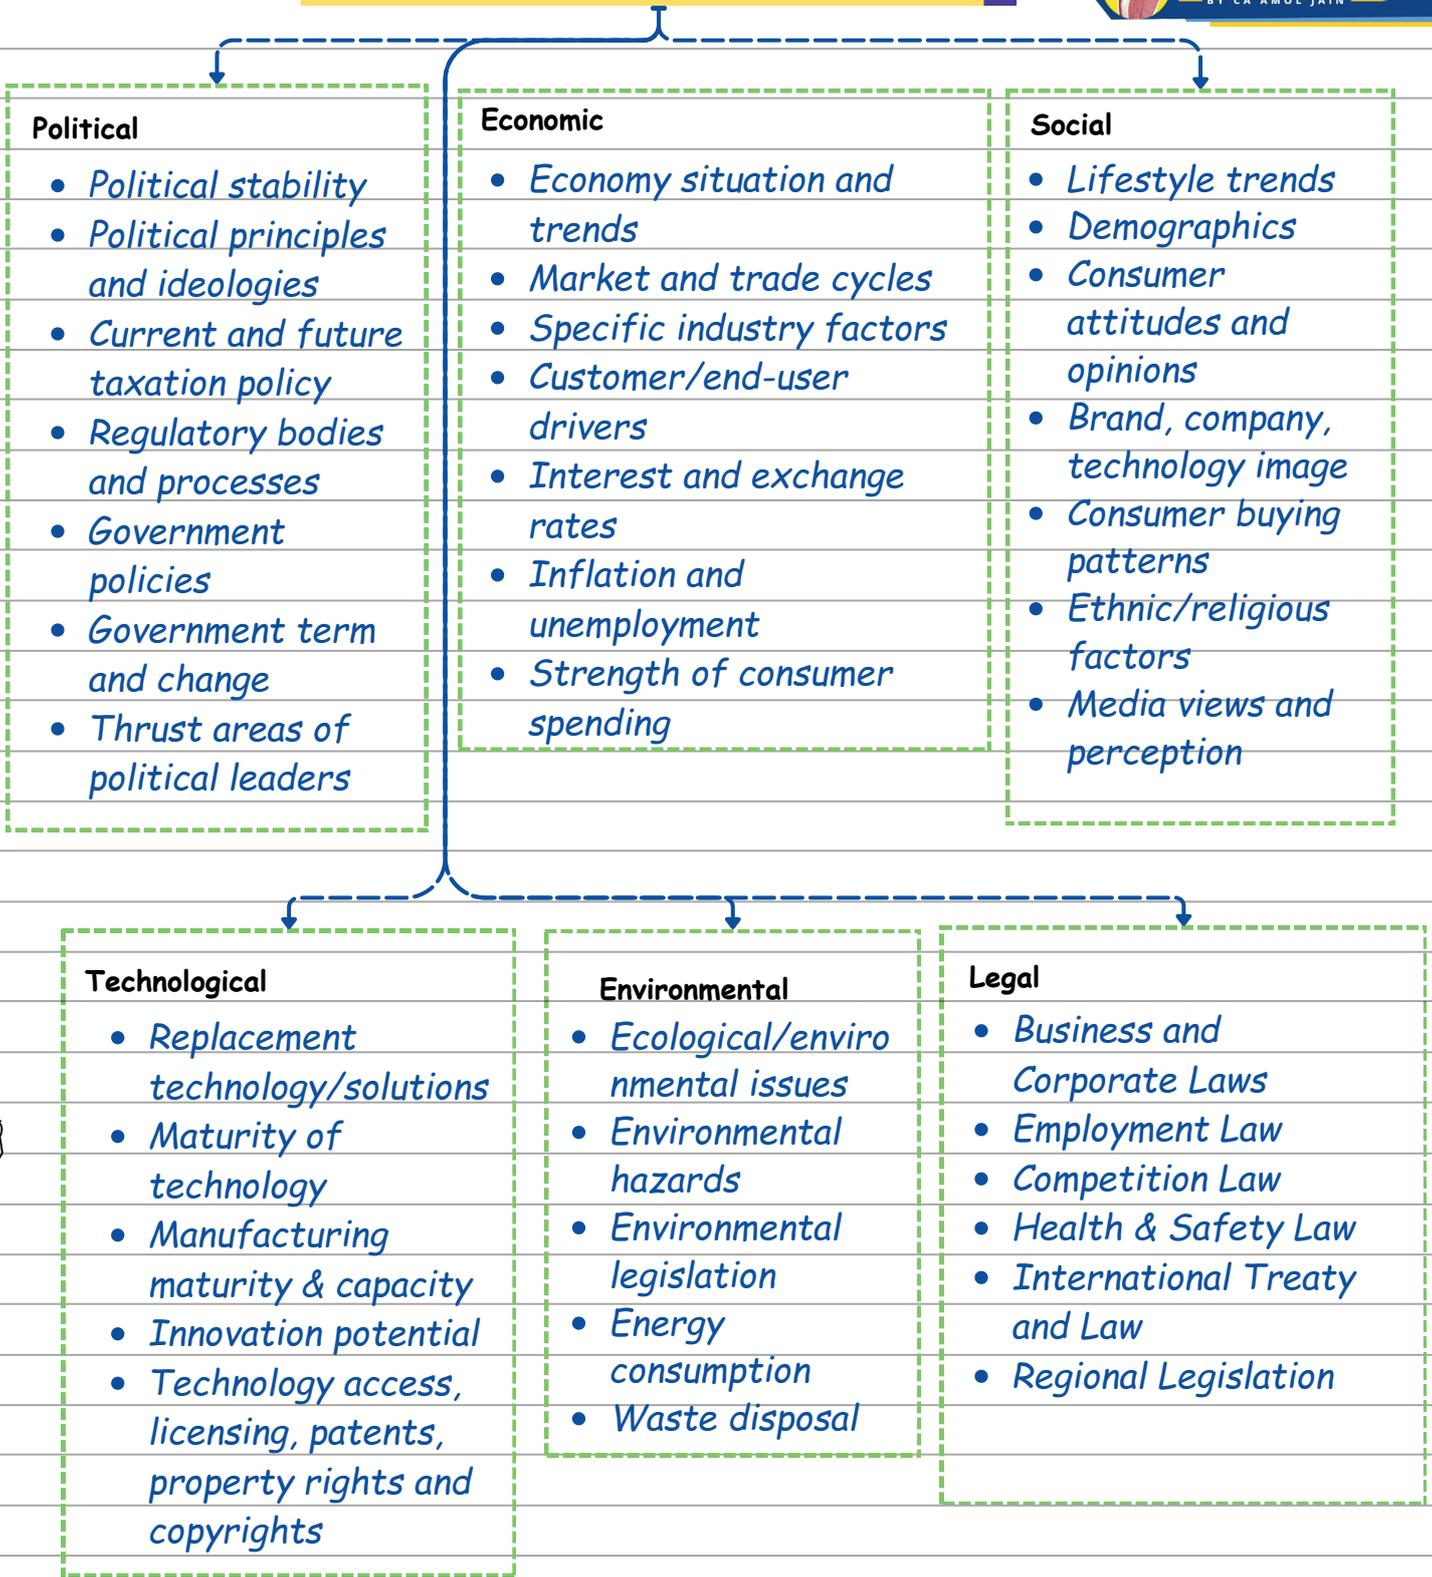 BY CA AMOL JAIN
Political
• Political stability
• Political principles
and ideologies
• Current and future
taxation policy
• Regulatory bodies
and processes
• Government
policies
• Government term
and change
• Thrust areas of
political leaders
Economic
• Economy situation and
trends
• Market and trade cycles
• Specific industry factors
• Customer/end-user
drivers
• Interest and exchange
rates
• Inflation and
unemployment
• Strength of consumer
spending
Social
• Lifestyle trends
• Demographics
• Consumer
attitudes and
opinions
• Brand, company,
technology image
• Consumer buying
patterns
• Ethnic/religious
factors
• Media views and
perception
Technological
• Replacement
technology/solutions
• Maturity of
technology
• Manufacturing
maturity & capacity
• Innovation potential
• Technology access,
licensing, patents,
property rights and
copyrights
Environmental
• Ecological/enviro
nmental issues
• Environmental
hazards
• Environmental
legislation
• Energy
consumption
• Waste disposal
Legal
• Business and
Corporate Laws
• Employment Law
• Competition Law
• Health & Safety Law
• International Treaty
and Law
• Regional Legislation